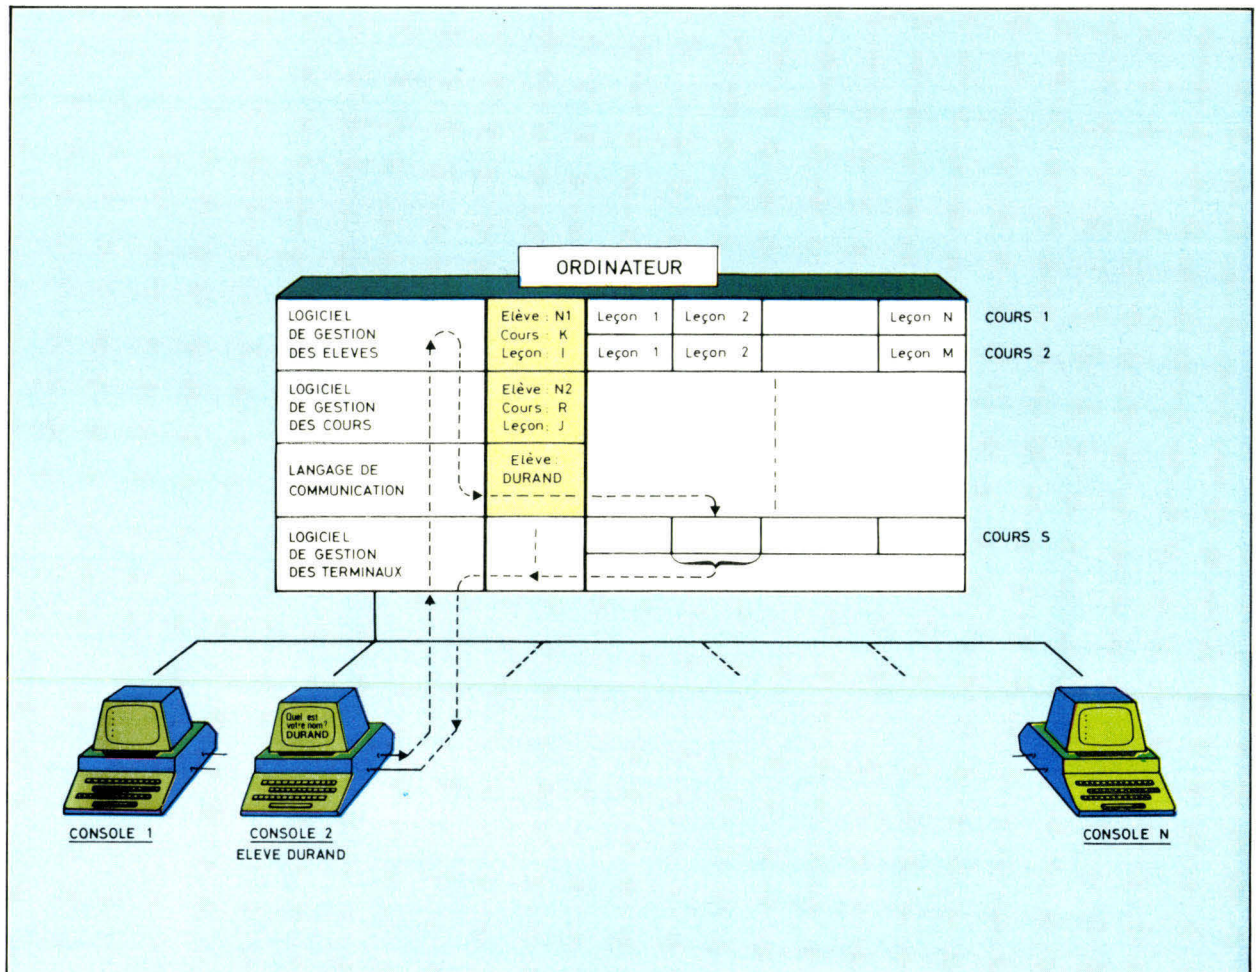 ORDINATEUR
LOGICIEL
DE GESTION
DES ELEVES
Elève : N1
Cours : K
Leçon : I
Leçon 1
Leçon 2
Leçon N
COURS 1
Leçon 1
Leçon 2
Leçon M
COURS 2
LOGICIEL
DE GESTION
DES COURS
Elève : N2
Cours : R
Leçon : J
LANGAGE DE
COMMUNICATION
Elève :
DURAND
LOGICIEL
DE GESTION
DES TERMINAUX
COURS S
Quel est
votre nom?
DURAND
CONSOLE 1
CONSOLE 2
ELEVE DURAND
CONSOLE N